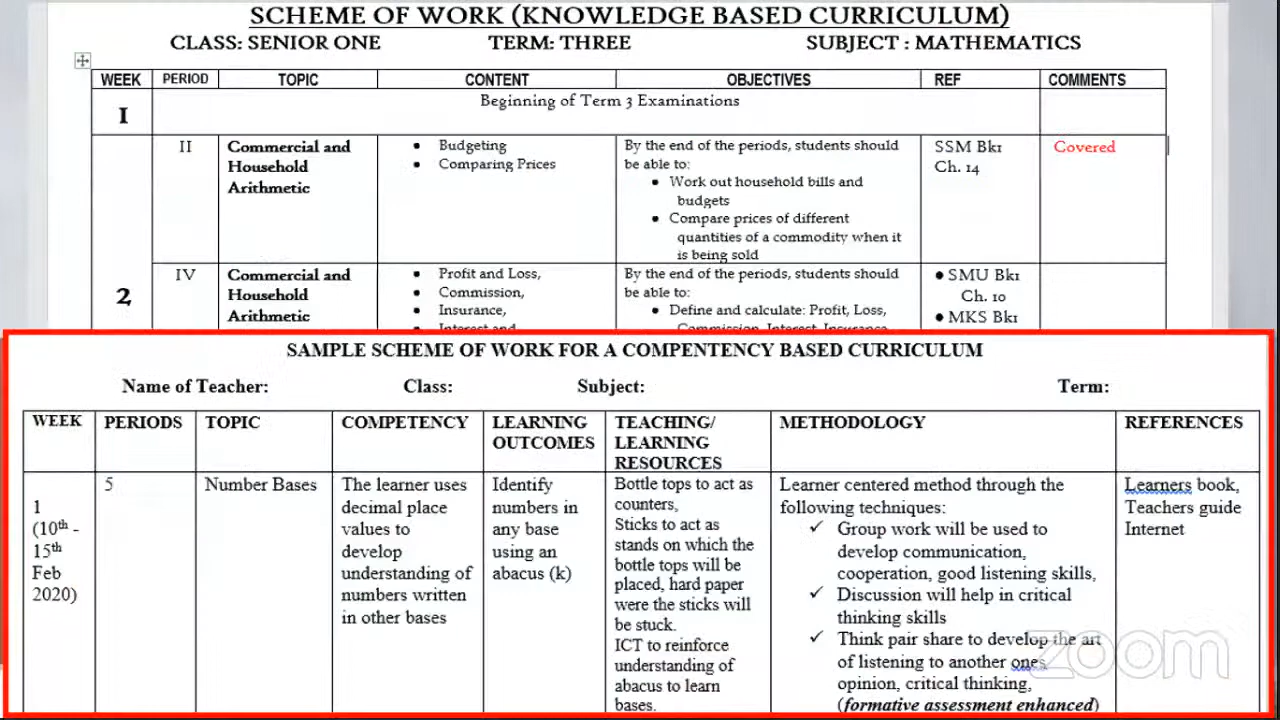 SCHEME OF WORK (KNOWLEDGE BASED CURRICULUM)
CLASS: SENIOR ONE TERM: THREE SUBJECT : MATHEMATICS
WEEK PERIOD TOPIC CONTENT OBJECTIVES REF COMMENTS
1
Beginning of Term 3 Examinations
2
II
Commercial and
Household
Arithmetic
• Budgeting
• Comparing Prices
By the end of the periods, students should
be able to:
• Work out household bills and
budgets
• Compare prices of different
quantities of a commodity when it
is being sold
SSM Bk1
Ch. 14
Covered
IV
Commercial and
Household
Arithmetic
• Profit and Loss,
• Commission,
• Insurance,
• Interest and
By the end of the periods, students should
be able to:
• Define and calculate: Profit, Loss,
Commission, Interest, Insurance
• SMU Bk1
Ch. 10
• MKS Bk1
SAMPLE SCHEME OF WORK FOR A COMPENTENCY BASED CURRICULUM
Name of Teacher: Class: Subject: Term:
WEEK
PERIODS
TOPIC
COMPETENCY
LEARNING
OUTCOMES
TEACHING/
LEARNING
RESOURCES
METHODOLOGY
REFERENCES
1
(10th -
15th
Feb
2020)
5
Number Bases
The learner uses
decimal place
values to
develop
understanding of
numbers written
in other bases
Identify
numbers in
any base
using an
abacus (k)
Bottle tops to act as
counters,
Sticks to act as
stands on which the
bottle tops will be
placed, hard paper
were the sticks will
be stuck.
ICT to reinforce
understanding of
abacus to learn
bases.
Learner centered method through the
following techniques:
✓ Group work will be used to
develop communication,
cooperation, good listening skills,
✓ Discussion will help in critical
thinking skills
✓ Think pair share to develop the art
of listening to another ones
opinion, critical thinking,
(formative assessment enhanced)
Learners book,
Teachers guide
Internet
zoom